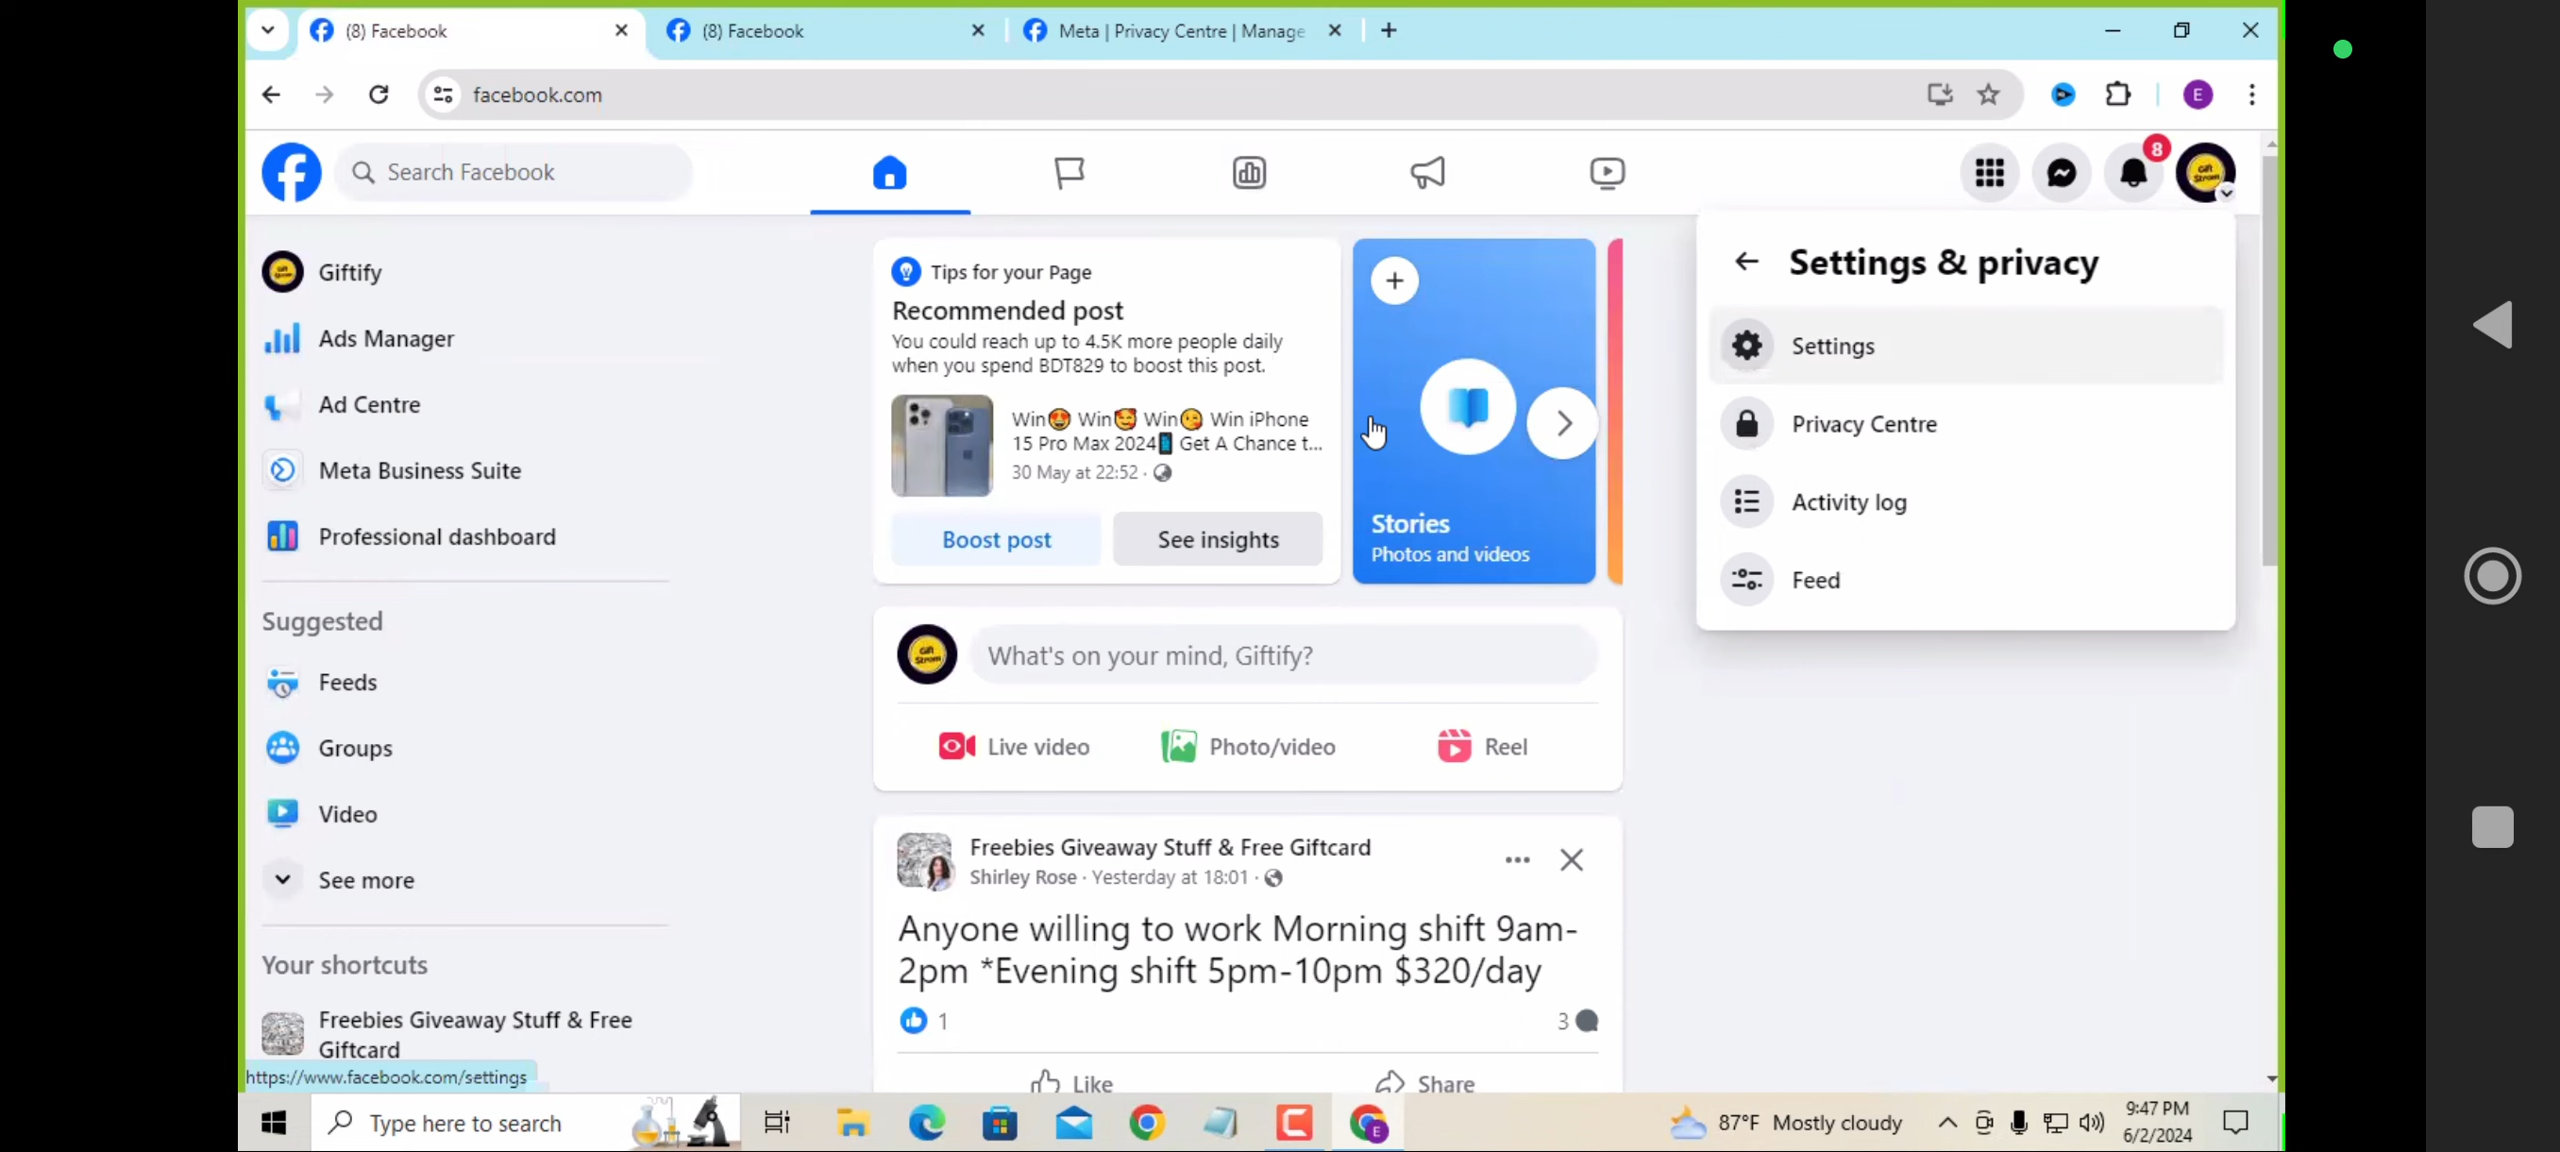 (8) Facebook
(8) Facebook
Meta | Privacy Centre | Manage
facebook.com
E
Search Facebook
8
Gift
Strom
Giftify
Ads Manager
Ad Centre
Meta Business Suite
Professional dashboard
Suggested
Feeds
Groups
Video
See more
Your shortcuts
Freebies Giveaway Stuff & Free
Giftcard
https://www.facebook.com/settings
Tips for your Page
Recommended post
You could reach up to 4.5K more people daily
when you spend BDT829 to boost this post.
Win😍 Win🥰 Win😘 Win iPhone
15 Pro Max 2024📱 Get A Chance t...
30 May at 22:52 ·
Boost post
See insights
Stories
Photos and videos
Gift
Strom
What's on your mind, Giftify?
Live video
Photo/video
Reel
Freebies Giveaway Stuff & Free Giftcard
Shirley Rose · Yesterday at 18:01 ·
Anyone willing to work Morning shift 9am-
2pm *Evening shift 5pm-10pm $320/day
1
3
Like
Share
Settings & privacy
Settings
Privacy Centre
Activity log
Feed
Type here to search
E
87°F Mostly cloudy
9:47 PM
6/2/2024